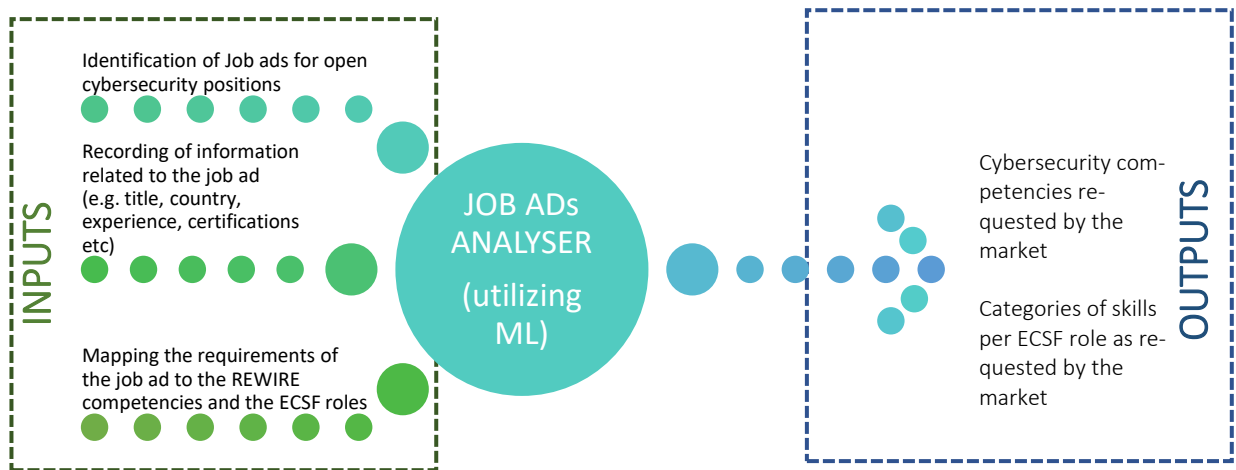 INPUTS
Identification of Job ads for open
cybersecurity positions
Recording of information
related to the job ad
(e.g. title, country,
experience, certifications
etc)
Mapping the requirements of
the job ad to the REWIRE
competencies and the ECSF roles
JOB ADs
ANALYSER
(utilizing
ML)
Cybersecurity com-
petencies re-
quested by the
market
Categories of skills
per ECSF role as re-
quested by the
market
OUTPUTS